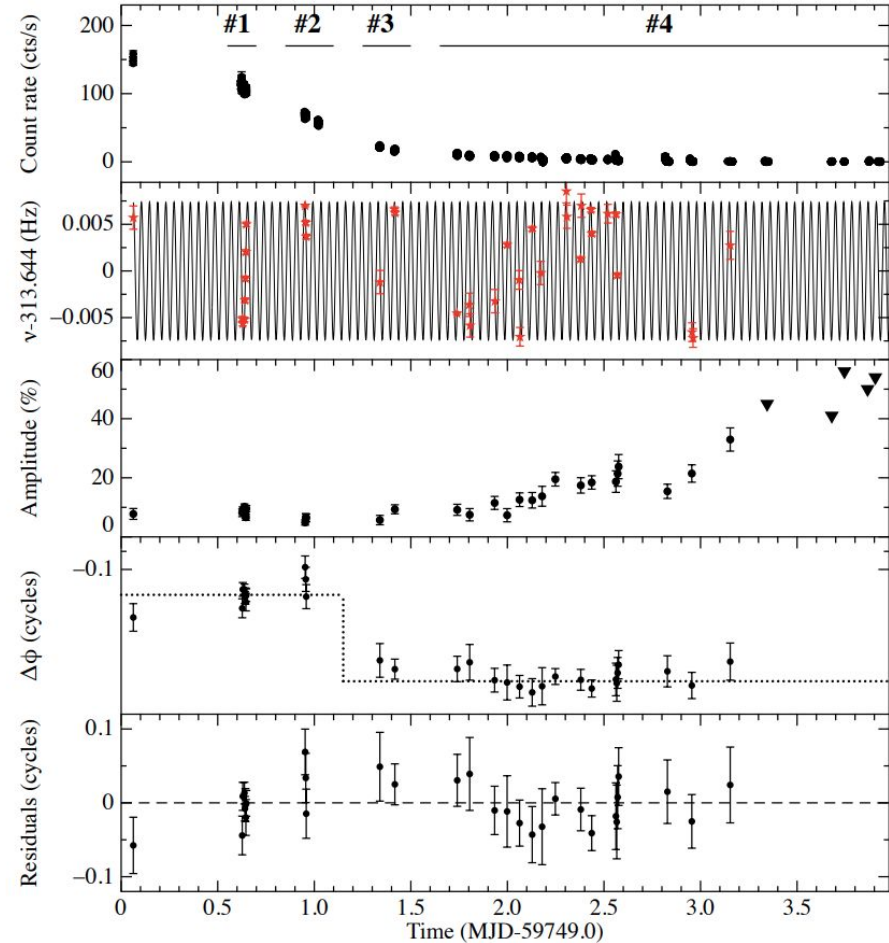 #1 #2 #3 #4
Count rate (cts/s)
200
100
0
ν-313.644 (Hz)
0.005
0
−0.005
Amplitude (%)
60
40
20
0
Δϕ (cycles)
−0.1
Residuals (cycles)
0.1
0
−0.1
0 0.5 1.0 1.5 2.0 2.5 3.0 3.5
Time (MJD-59749.0)